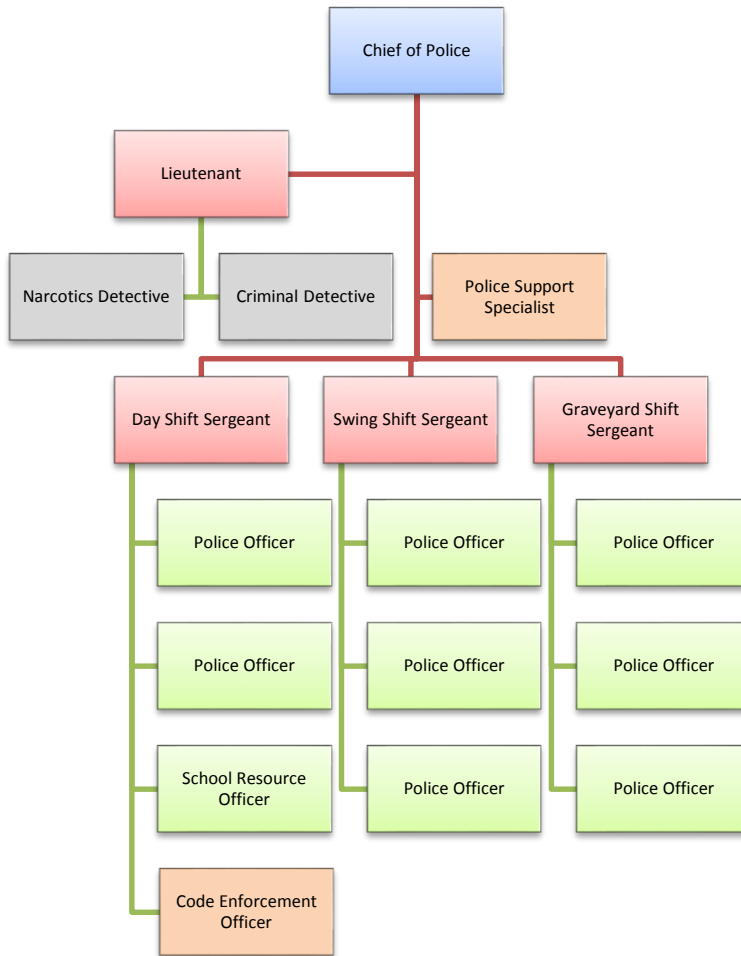 Chief of Police
Lieutenant
Narcotics Detective
Criminal Detective
Police Support
Specialist
Day Shift Sergeant
Swing Shift Sergeant
Graveyard Shift
Sergeant
Police Officer
Police Officer
Police Officer
Police Officer
Police Officer
Police Officer
School Resource
Officer
Police Officer
Police Officer
Code Enforcement
Officer